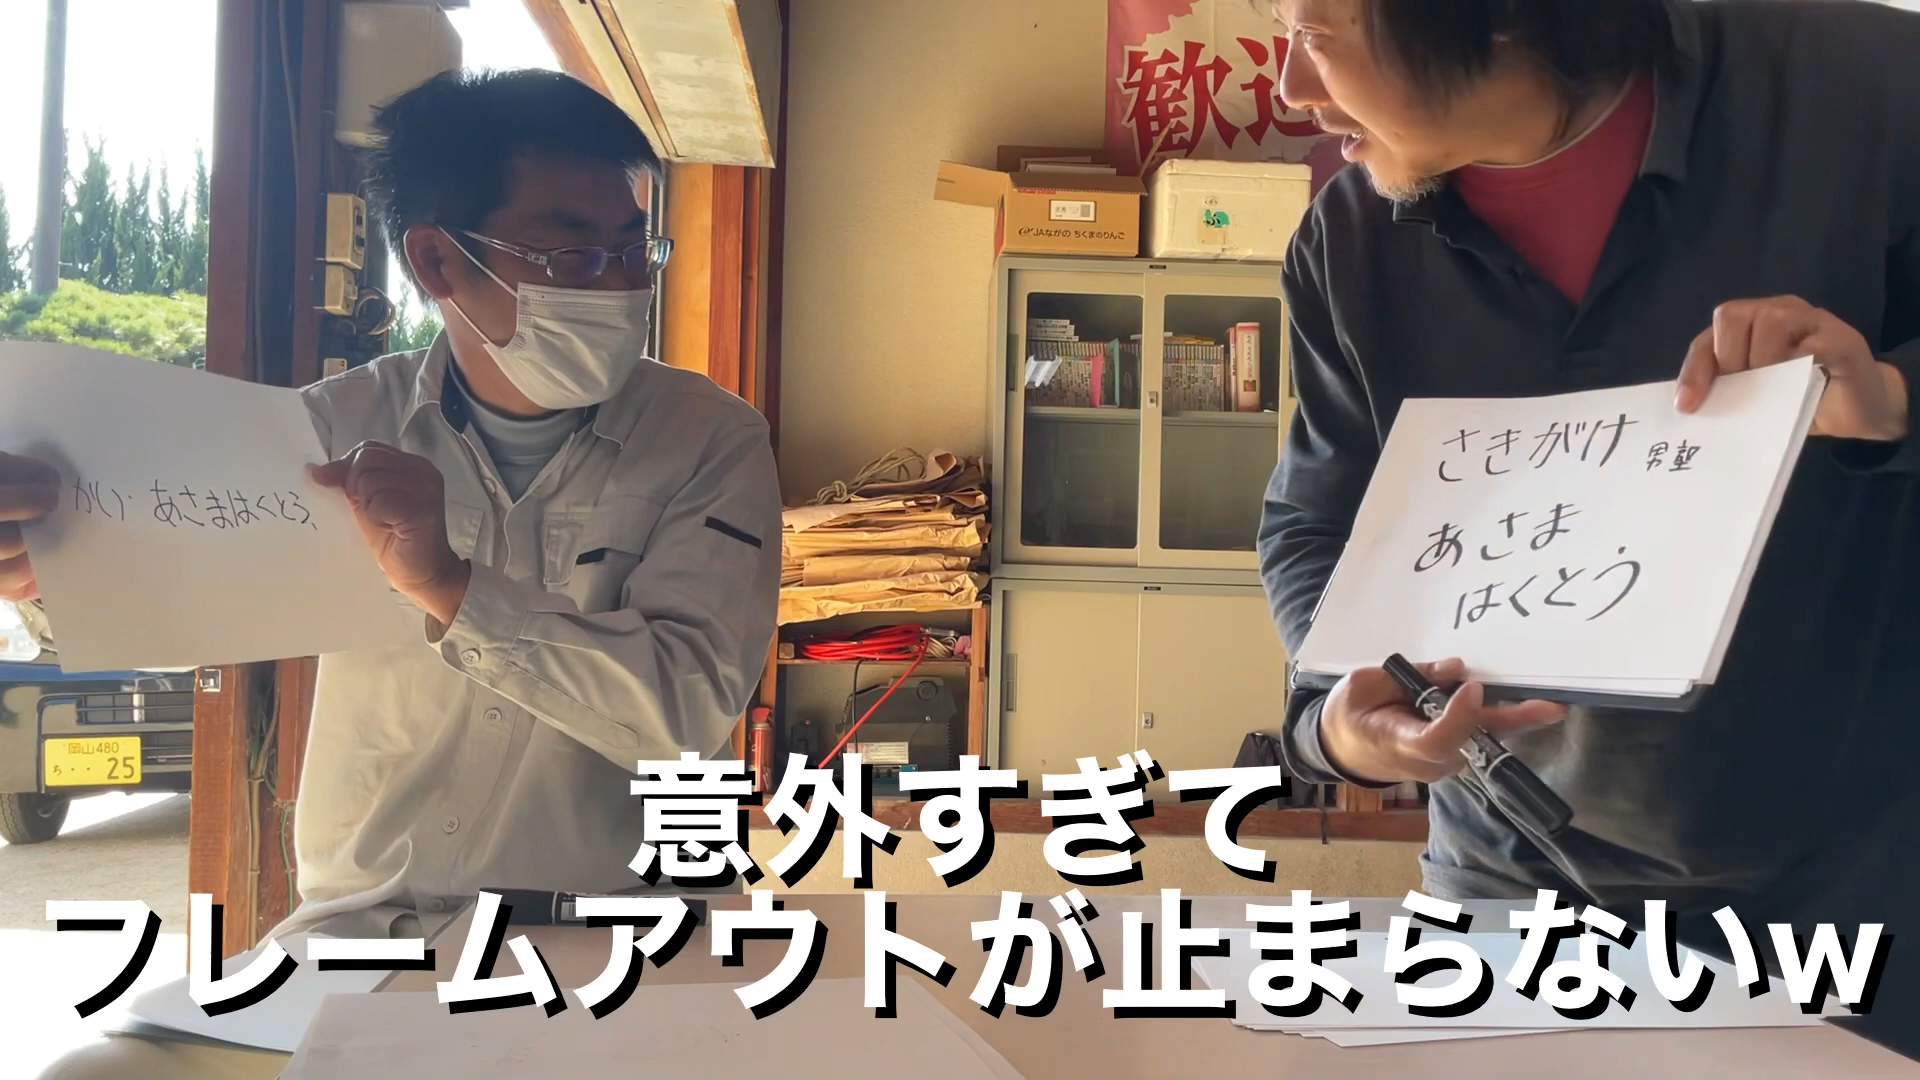 歓迎
JAながの ちくまのりんご
かい・あさまはくとう、
さきがけ 男塾
あさま
はくとう
岡山480
ち ・・25
意外すぎて
フレームアウトが止まらないw